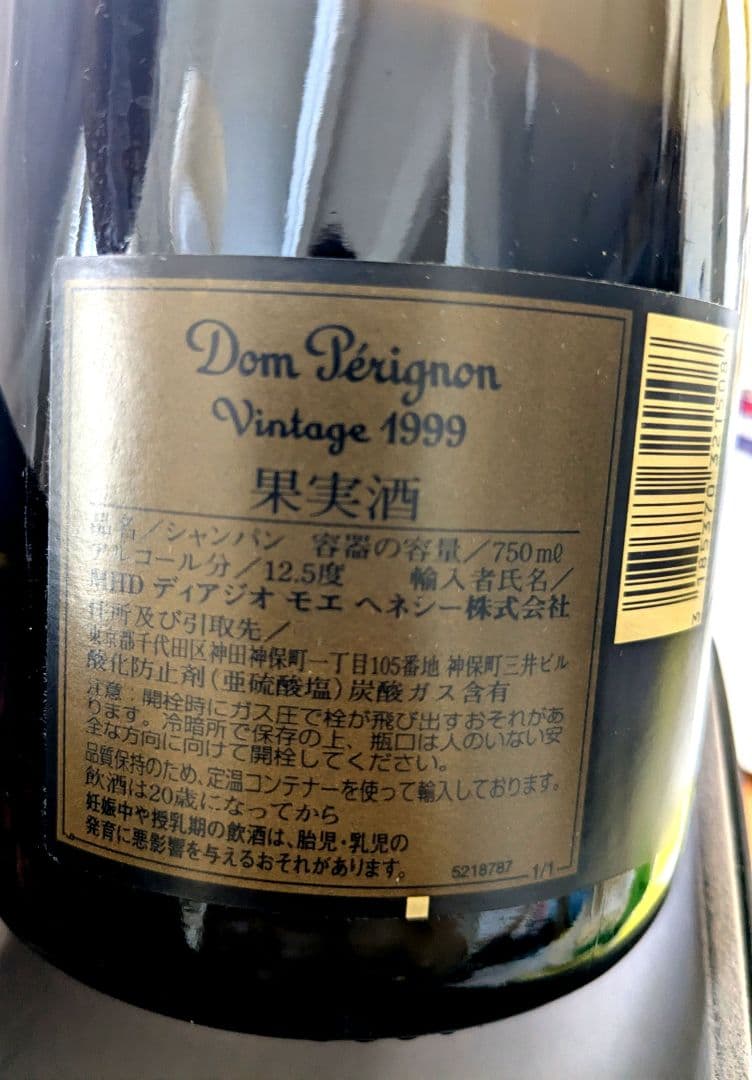 Dom Pérignon
Vintage 1999
果実酒
品名／シャンパン 容器の容量／750mℓ
アルコール分／12.5度 輸入者氏名／
MHD ディアジオ モエ ヘネシー株式会社
住所及び引取先／
東京都千代田区神田神保町一丁目105番地 神保町三井ビル
酸化防止剤(亜硫酸塩)炭酸ガス含有
注意：開栓時にガス圧で栓が飛び出すおそれがあ
ります。冷暗所で保存の上、瓶口は人のいない安
全な方向に向けて開栓してください。
品質保持のため、定温コンテナーを使って輸入しております。
飲酒は20歳になってから
妊娠中や授乳期の飲酒は、胎児・乳児の
発育に悪影響を与えるおそれがあります。
5218787 1/1
3 185370 321508